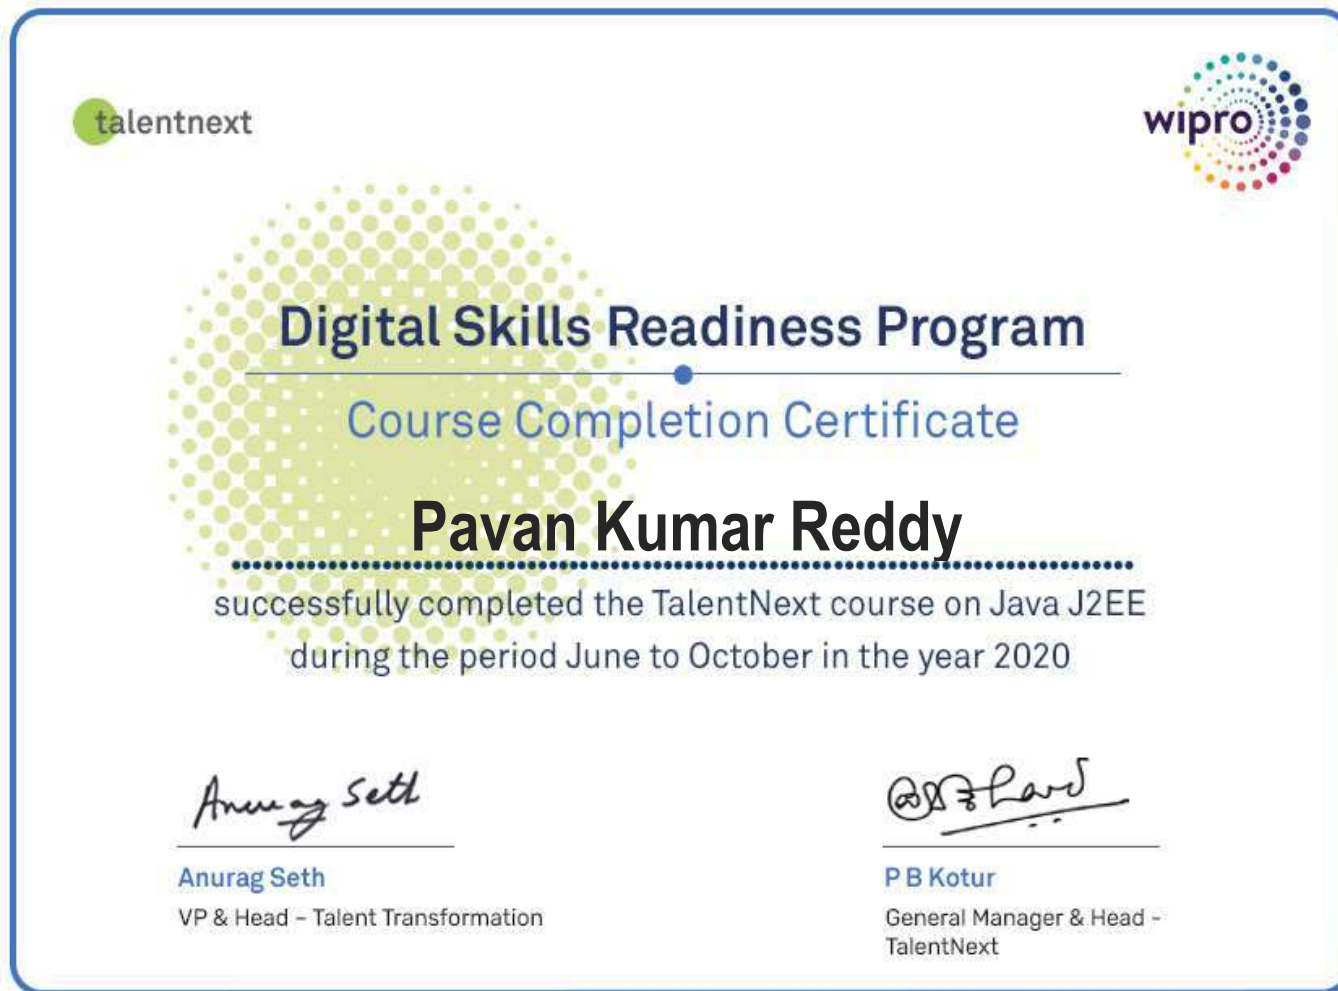 talentnext
wipro
Digital Skills Readiness Program
Course Completion Certificate
Pavan Kumar Reddy
successfully completed the TalentNext course on Java J2EE
during the period June to October in the year 2020
Anurag Seth
Anurag Seth
VP & Head – Talent Transformation
P B Kotur
General Manager & Head -
TalentNext